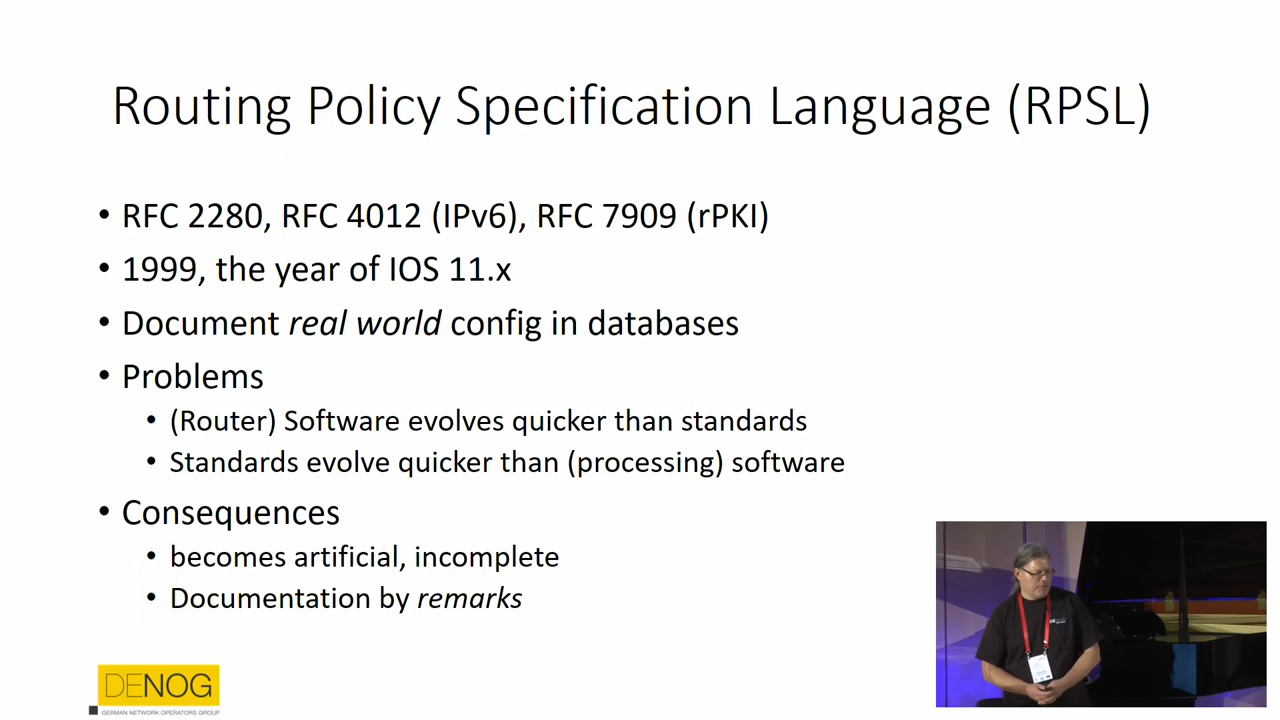 Routing Policy Specification Language (RPSL)
• RFC 2280, RFC 4012 (IPv6), RFC 7909 (rPKI)
• 1999, the year of IOS 11.x
• Document real world config in databases
• Problems
• (Router) Software evolves quicker than standards
• Standards evolve quicker than (processing) software
• Consequences
• becomes artificial, incomplete
• Documentation by remarks
DENOG
GERMAN NETWORK OPERATORS GROUP